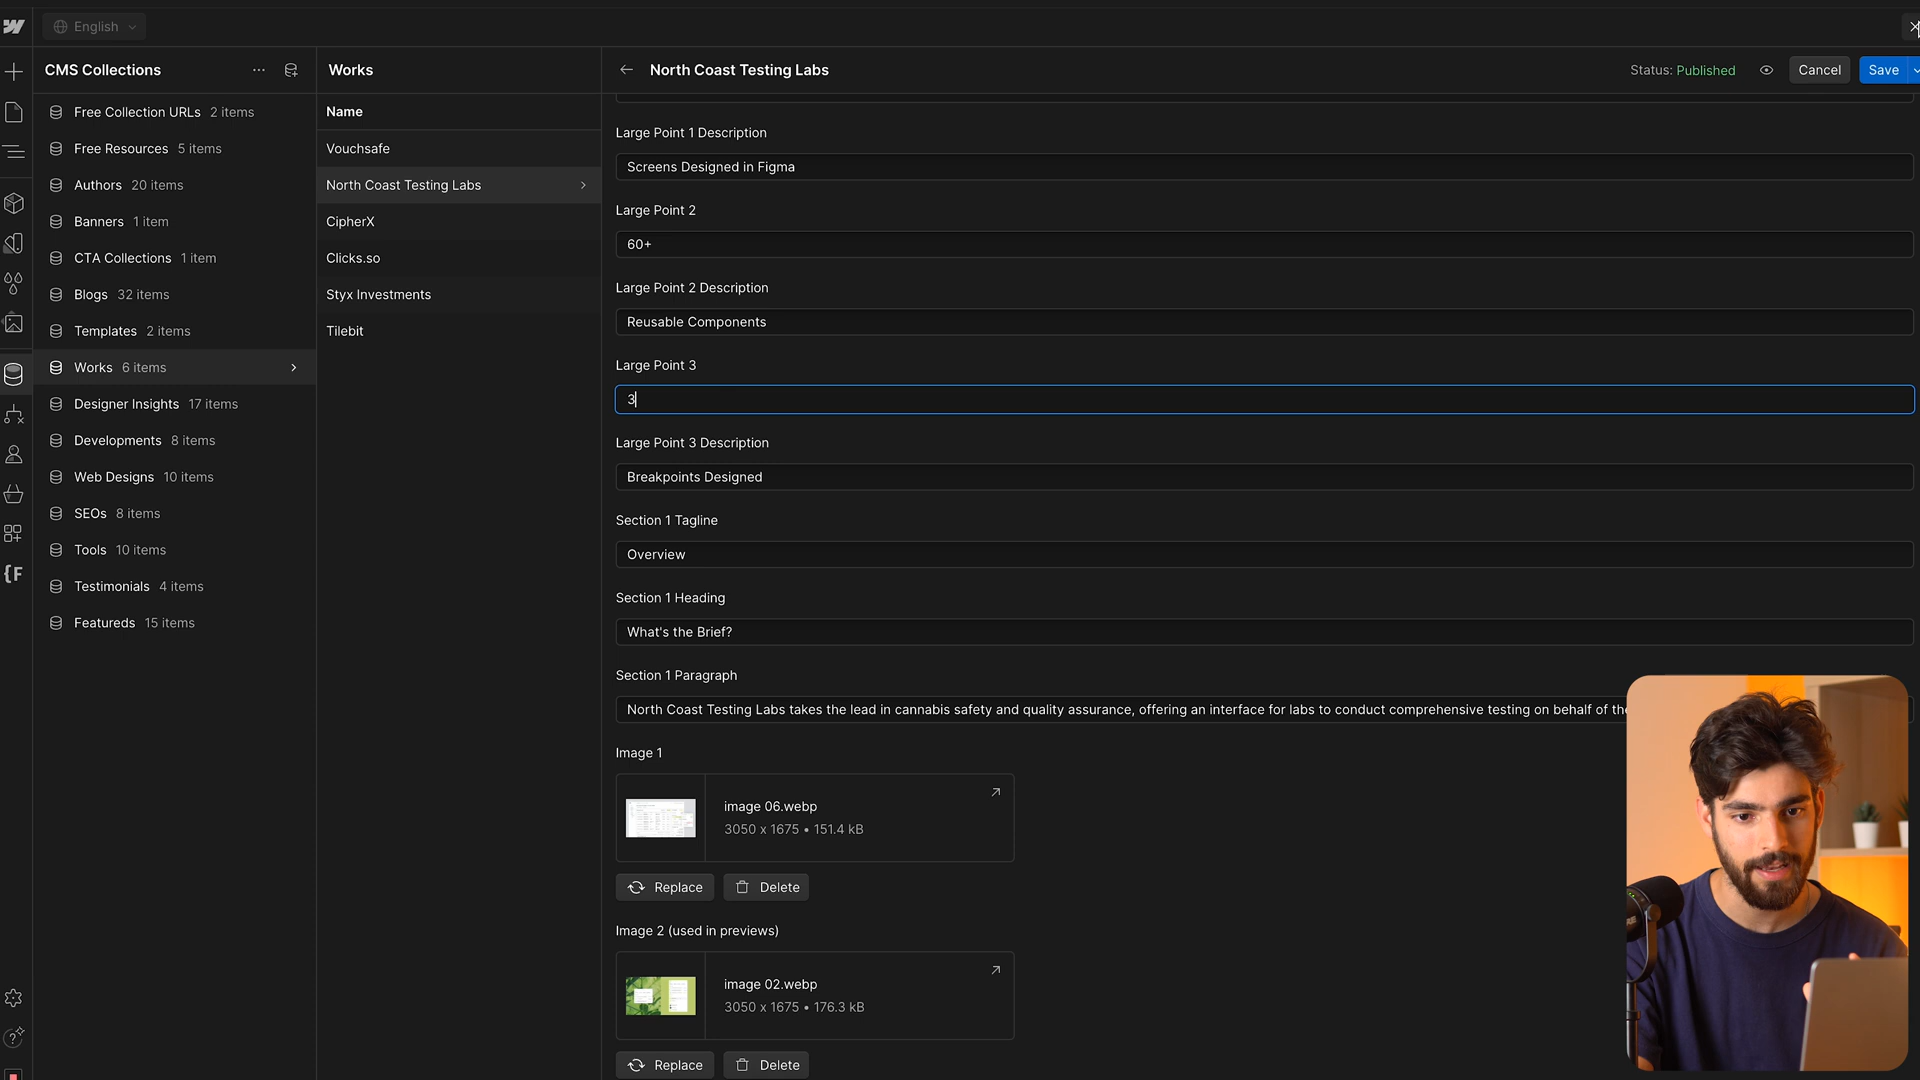 English
CMS Collections
Works
North Coast Testing Labs
Status: Published
Cancel
Save
Free Collection URLs 2 items
Free Resources 5 items
Authors 20 items
Banners 1 item
CTA Collections 1 item
Blogs 32 items
Templates 2 items
Works 6 items
Designer Insights 17 items
Developments 8 items
Web Designs 10 items
SEOs 8 items
Tools 10 items
Testimonials 4 items
Featureds 15 items
{F
Name
Vouchsafe
North Coast Testing Labs
CipherX
Clicks.so
Styx Investments
Tilebit
Large Point 1 Description
Screens Designed in Figma
Large Point 2
60+
Large Point 2 Description
Reusable Components
Large Point 3
3
Large Point 3 Description
Breakpoints Designed
Section 1 Tagline
Overview
Section 1 Heading
What's the Brief?
Section 1 Paragraph
North Coast Testing Labs takes the lead in cannabis safety and quality assurance, offering an interface for labs to conduct comprehensive testing on behalf of the
Image 1
image 06.webp
3050 x 1675 • 151.4 kB
Replace
Delete
Image 2 (used in previews)
image 02.webp
3050 x 1675 • 176.3 kB
Replace
Delete